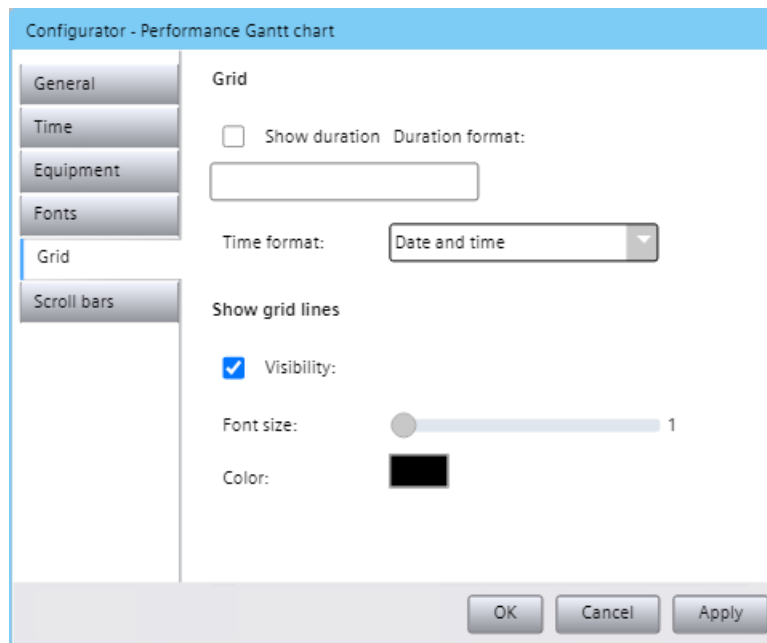 Configurator - Performance Gantt chart
General
Time
Equipment
Fonts
Grid
Scroll bars
Grid
Show duration Duration format:
Time format: Date and time
Show grid lines
Visibility:
Font size: 1
Color:
OK Cancel Apply